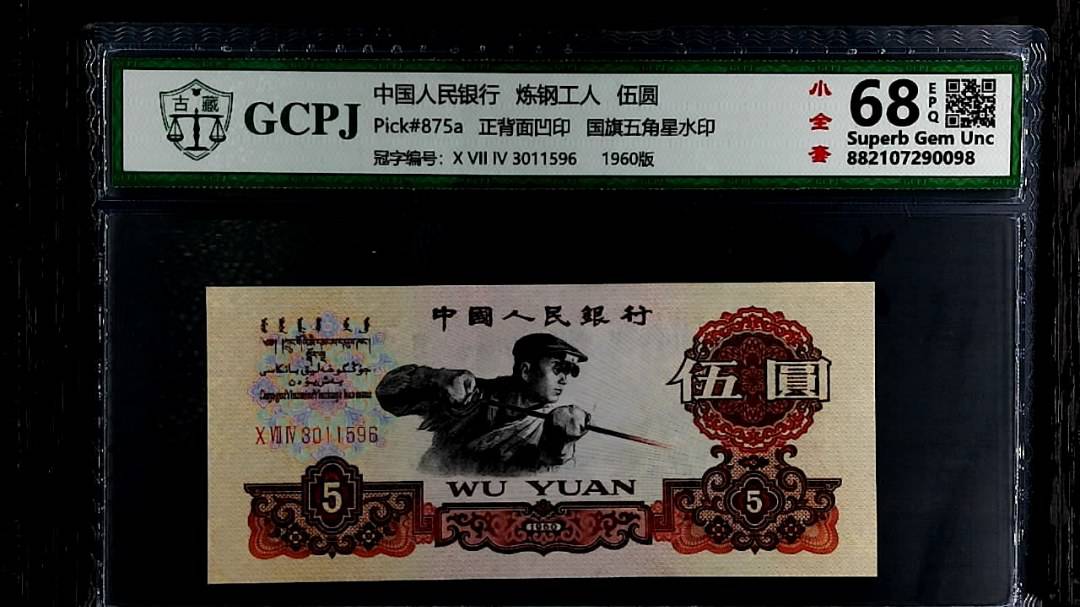 古藏
GCPJ
中国人民银行 炼钢工人 伍圆
Pick#875a 正背面凹印 国旗五角星水印
冠字编号: X VII IV 3011596 1960版
小全套
68 EPQ
Superb Gem Unc
882107290098
中國人民銀行
伍圓
X VII IV 3011596
5
WU YUAN
5
1960